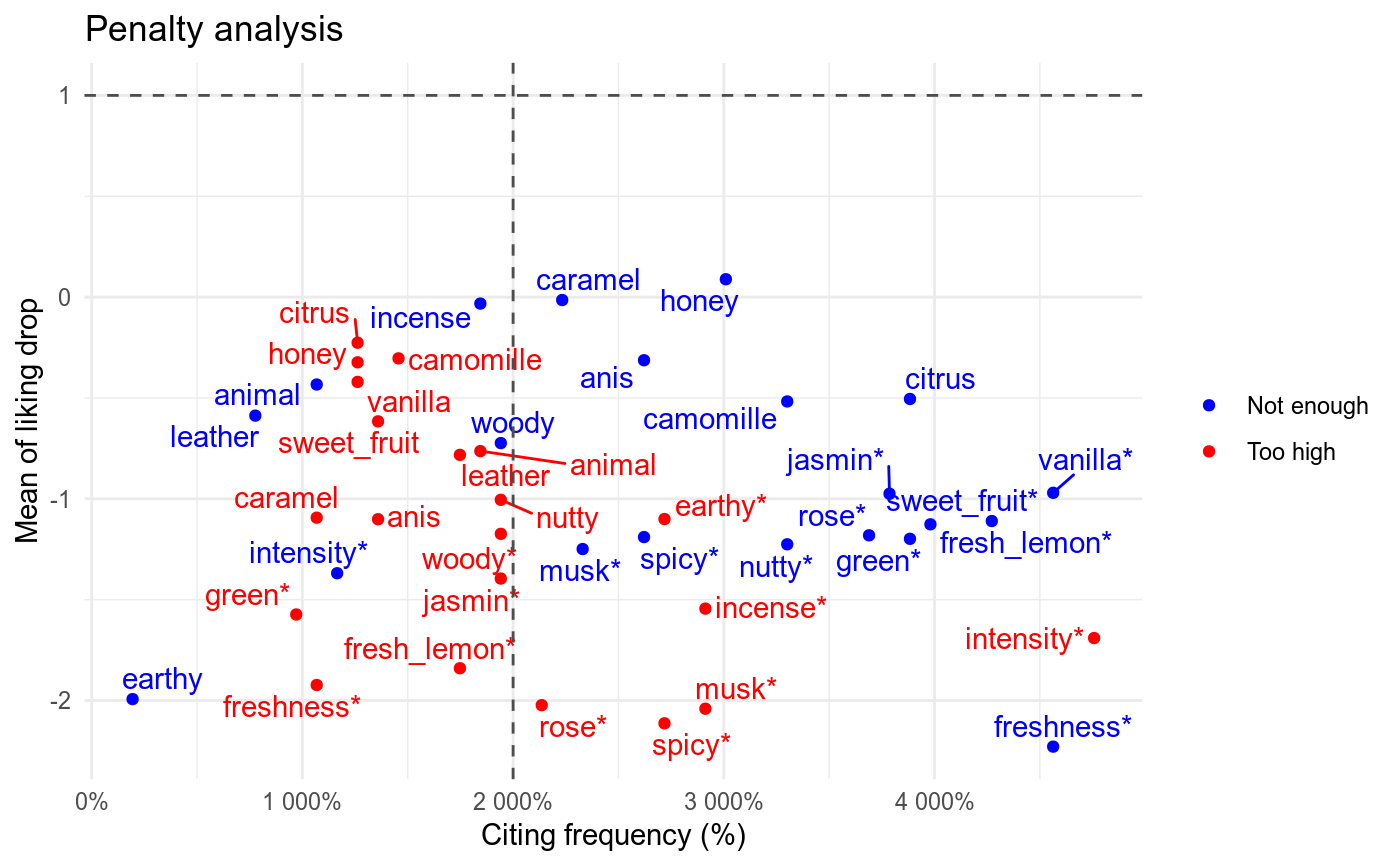 Penalty analysis
1
caramel
0
honey
citrus
incense
honey
camomille
anis
citrus
animal
vanilla
camomille
leather
sweet_fruit
woody
Not enough
jasmin*
vanilla*
Too high
leather
animal
-1
caramel
anis
nutty
earthy*
rose*
sweet_fruit*
intensity*
woody*
musk*
spicy*
nutty*
green*
fresh_lemon*
green*
jasmin*
incense*
fresh_lemon*
intensity*
earthy
-2
freshness*
rose*
musk*
spicy*
freshness*
Mean of liking drop
0%
1 000%
2 000%
3 000%
4 000%
Citing frequency (%)